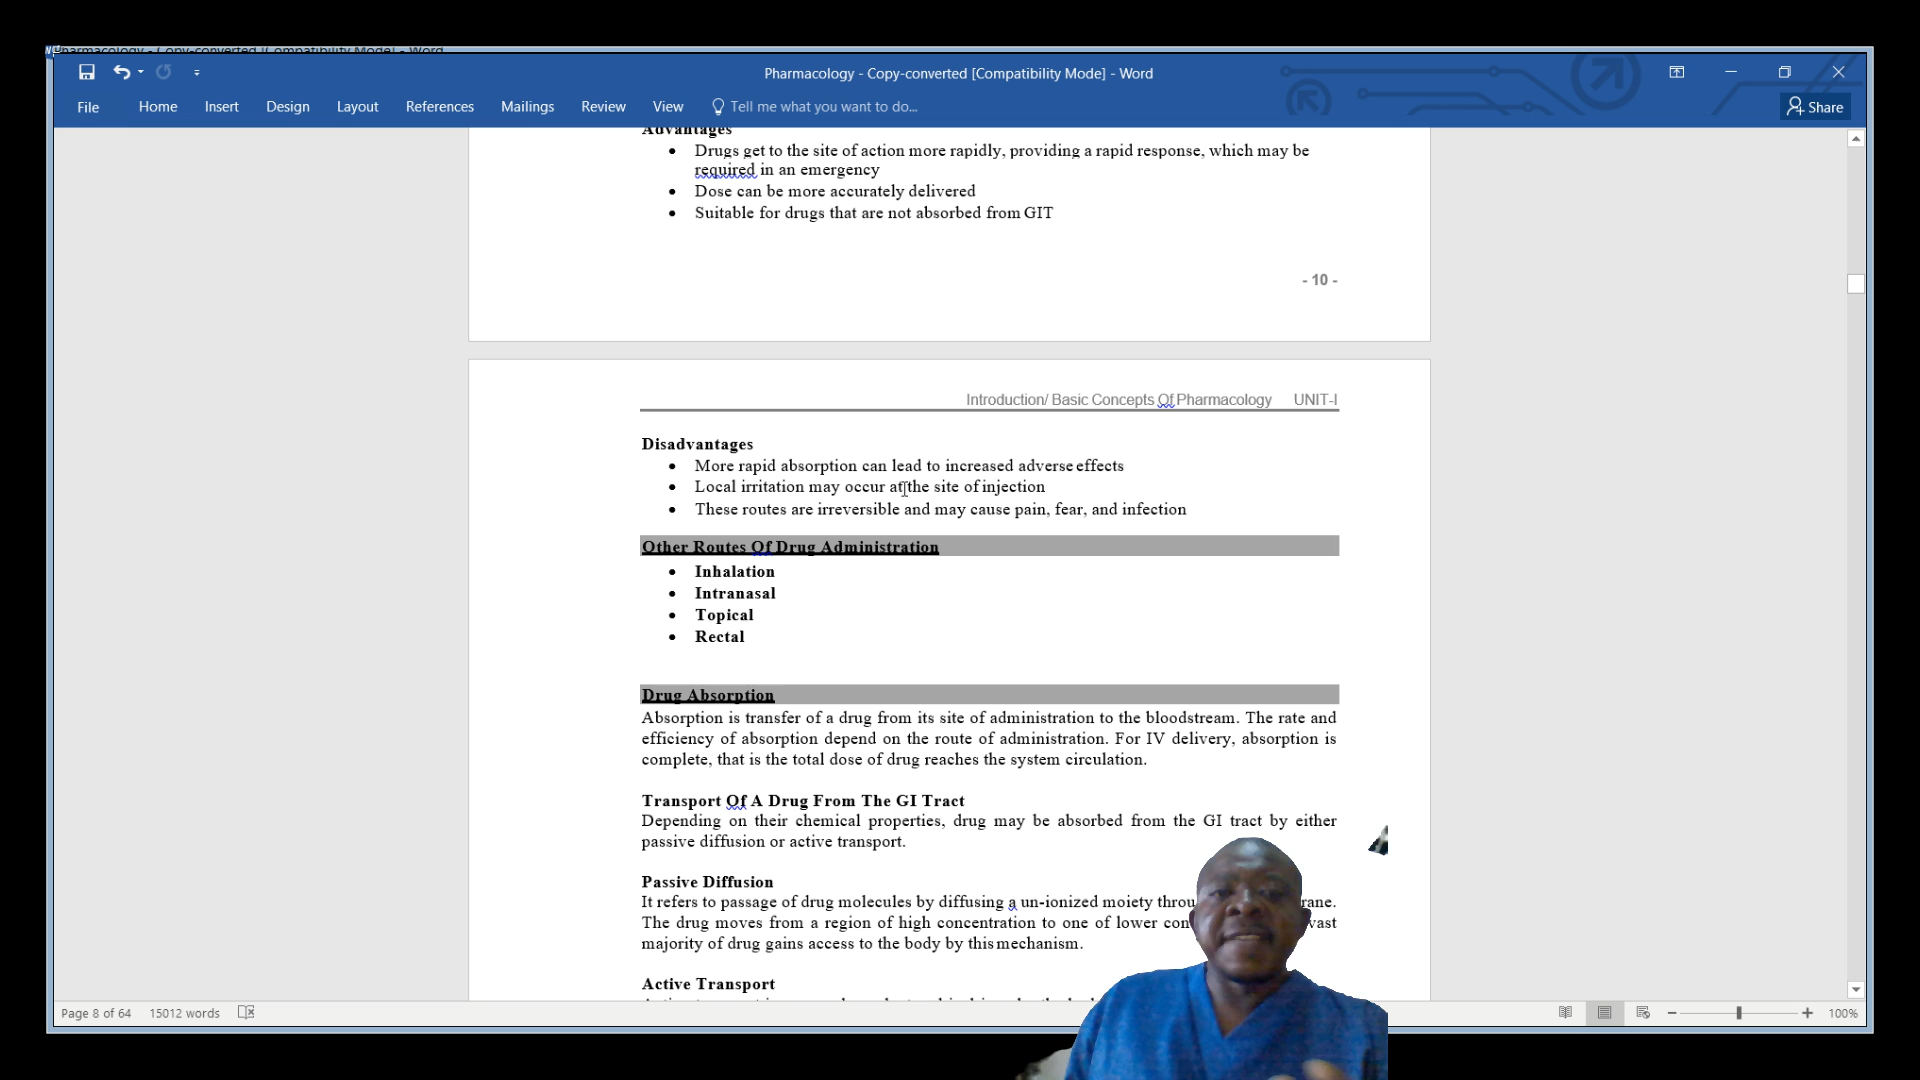 Pharmacology - Copy-converted [Compatibility Mode] - Word
Pharmacology - Copy-converted [Compatibility Mode] - Word
File Home Insert Design Layout References Mailings Review View Tell me what you want to do... Share
Advantages
• Drugs get to the site of action more rapidly, providing a rapid response, which may be
required in an emergency
• Dose can be more accurately delivered
• Suitable for drugs that are not absorbed from GIT
- 10 -
Introduction/ Basic Concepts Of Pharmacology UNIT-I
Disadvantages
• More rapid absorption can lead to increased adverse effects
• Local irritation may occur at the site of injection
• These routes are irreversible and may cause pain, fear, and infection
Other Routes Of Drug Administration
• Inhalation
• Intranasal
• Topical
• Rectal
Drug Absorption
Absorption is transfer of a drug from its site of administration to the bloodstream. The rate and
efficiency of absorption depend on the route of administration. For IV delivery, absorption is
complete, that is the total dose of drug reaches the system circulation.
Transport Of A Drug From The GI Tract
Depending on their chemical properties, drug may be absorbed from the GI tract by either
passive diffusion or active transport.
Passive Diffusion
It refers to passage of drug molecules by diffusing a un-ionized moiety
The drug moves from a region of high concentration to one of lower vast
majority of drug gains access to the body by this mechanism.
Active Transport
Page 8 of 64 15012 words 100%